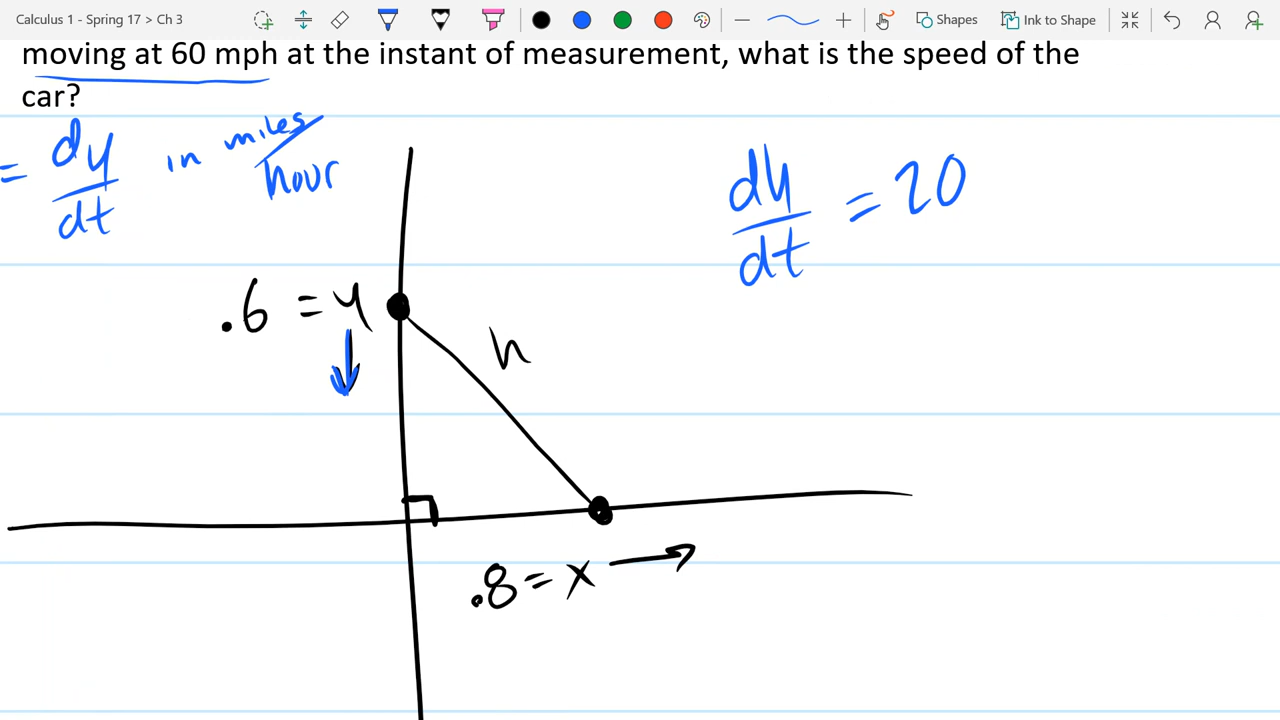 Calculus 1 - Spring 17 > Ch 3
Shapes
Ink to Shape
moving at 60 mph at the instant of measurement, what is the speed of the
car?
= dy/dt in miles/hour
dh/dt = 20
.6 = y
h
.8 = x